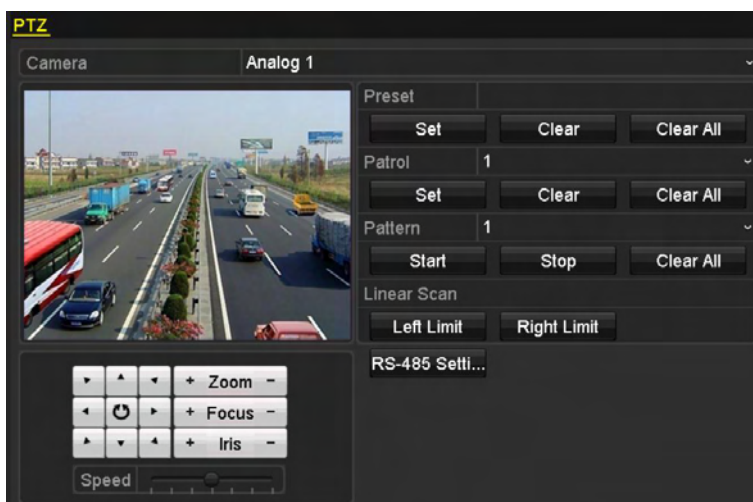 PTZ
Camera Analog 1
Preset
Set Clear Clear All
Patrol 1
Set Clear Clear All
Pattern 1
Start Stop Clear All
Linear Scan
Left Limit Right Limit
RS-485 Setti...
+ Zoom -
+ Focus -
+ Iris -
Speed